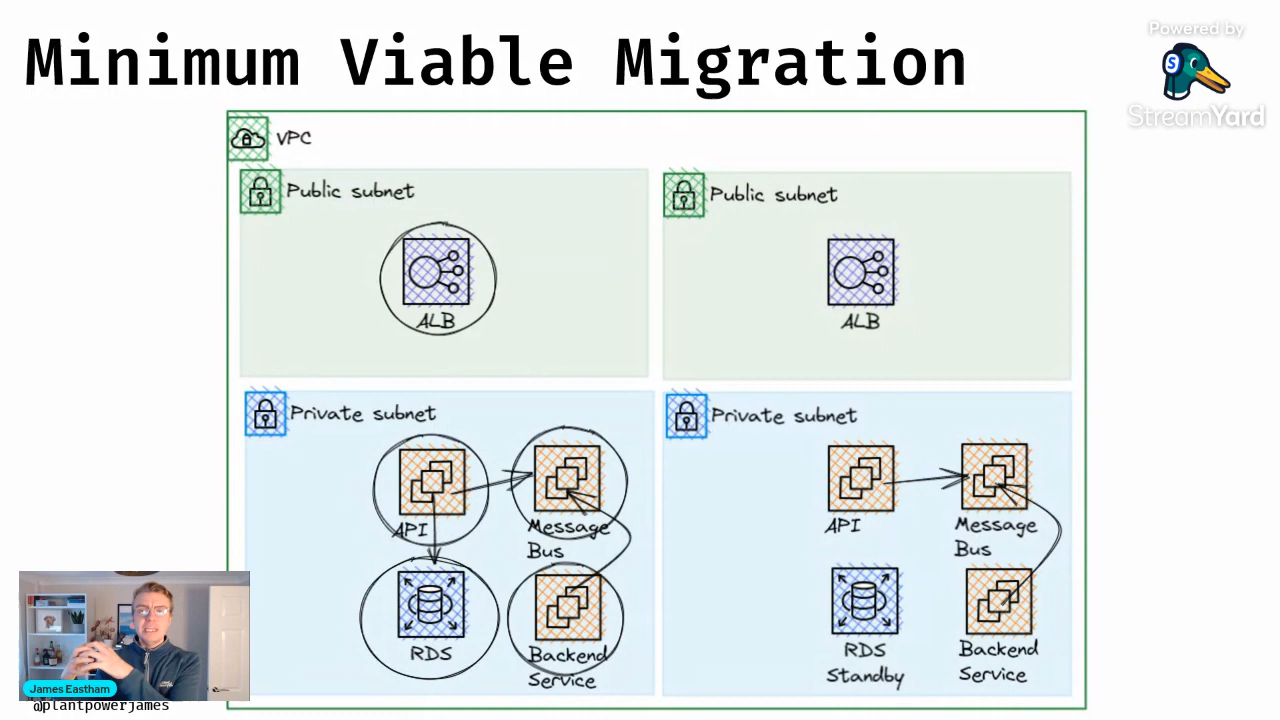 Minimum Viable Migration
Powered by
StreamYard
VPC
Public subnet
ALB
Public subnet
ALB
Private subnet
API
Message
Bus
RDS
Backend
Service
Private subnet
API
Message
Bus
RDS
Standby
Backend
Service
James Eastham
@plantpowerjames